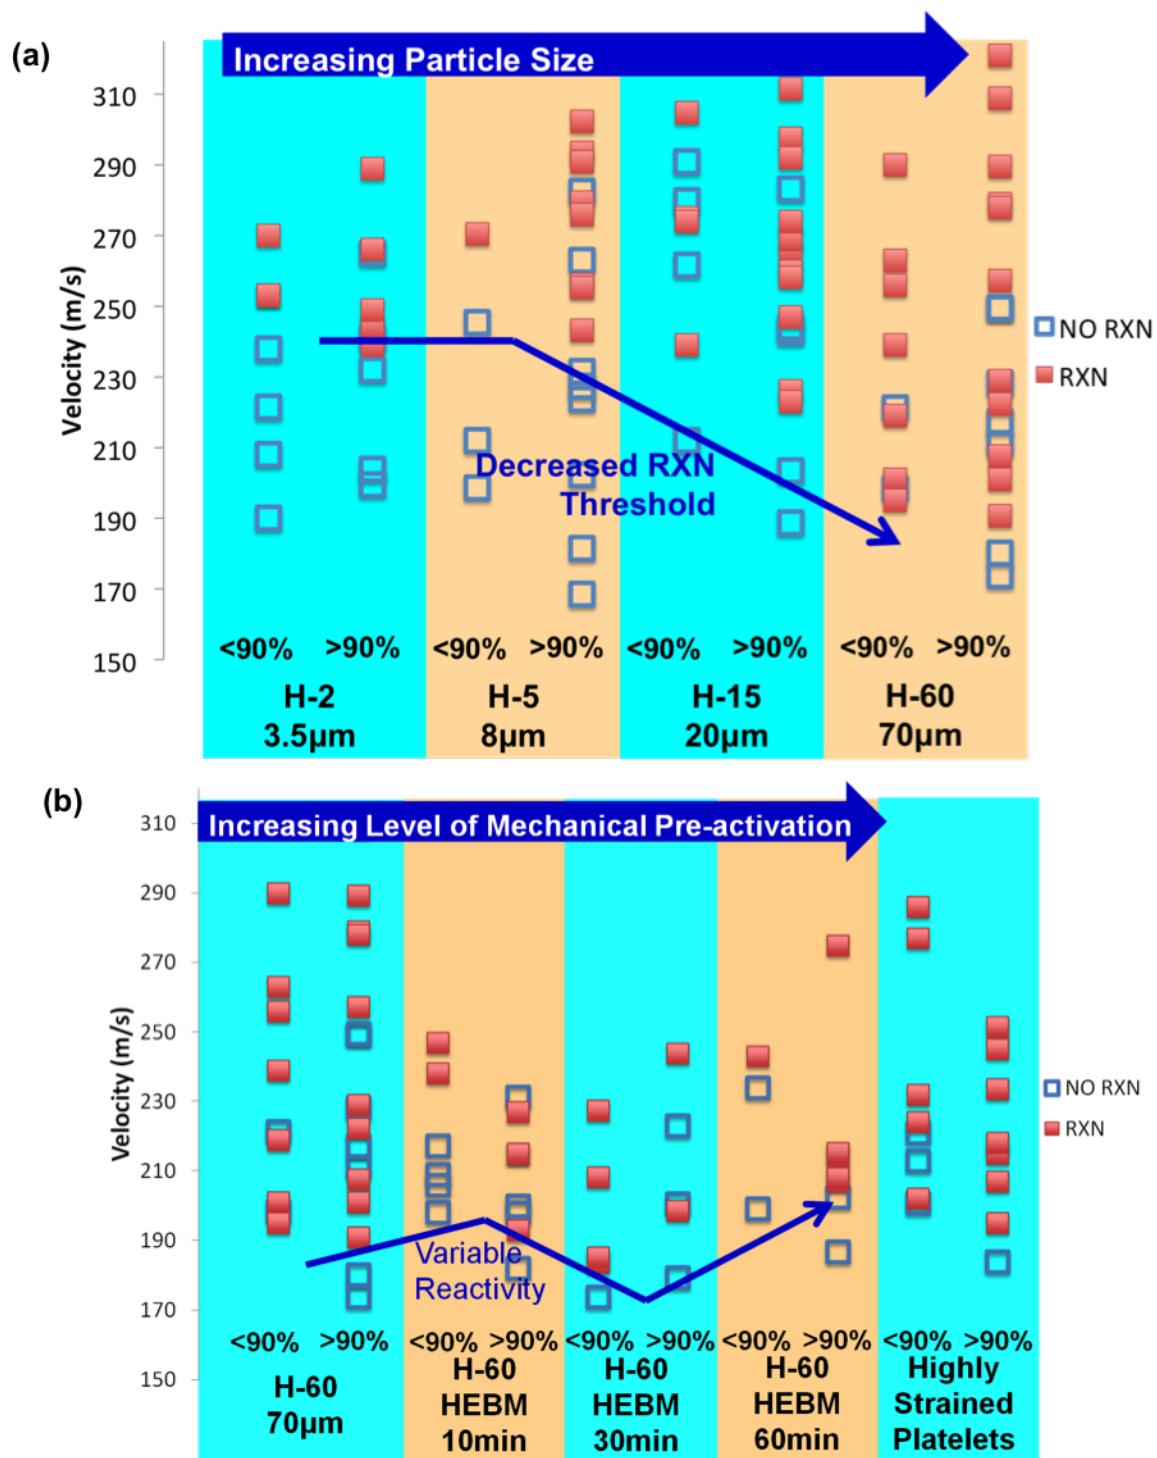 (a)
Increasing Particle Size
310
290
270
250
230
210
190
170
150
Velocity (m/s)
NO RXN
RXN
Decreased RXN
Threshold
<90% >90% <90% >90% <90% >90% <90% >90%
H-2 H-5 H-15 H-60
3.5µm 8µm 20µm 70µm
(b)
Increasing Level of Mechanical Pre-activation
310
290
270
250
230
210
190
170
150
Velocity (m/s)
NO RXN
RXN
Variable
Reactivity
<90% >90% <90% >90% <90% >90% <90% >90% <90% >90%
H-60
70µm
H-60
HEBM
10min
H-60
HEBM
30min
H-60
HEBM
60min
Highly
Strained
Platelets